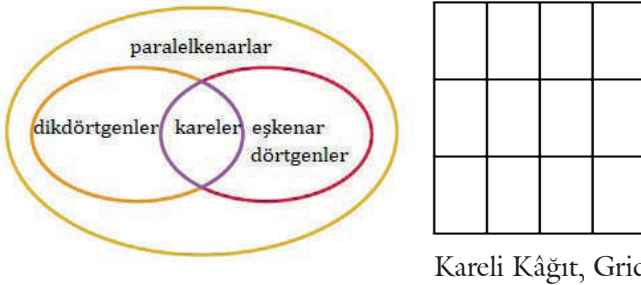 paralelkenarlar
dikdörtgenler kareler eşkenar
dörtgenler
Kareli Kâğıt, Grid